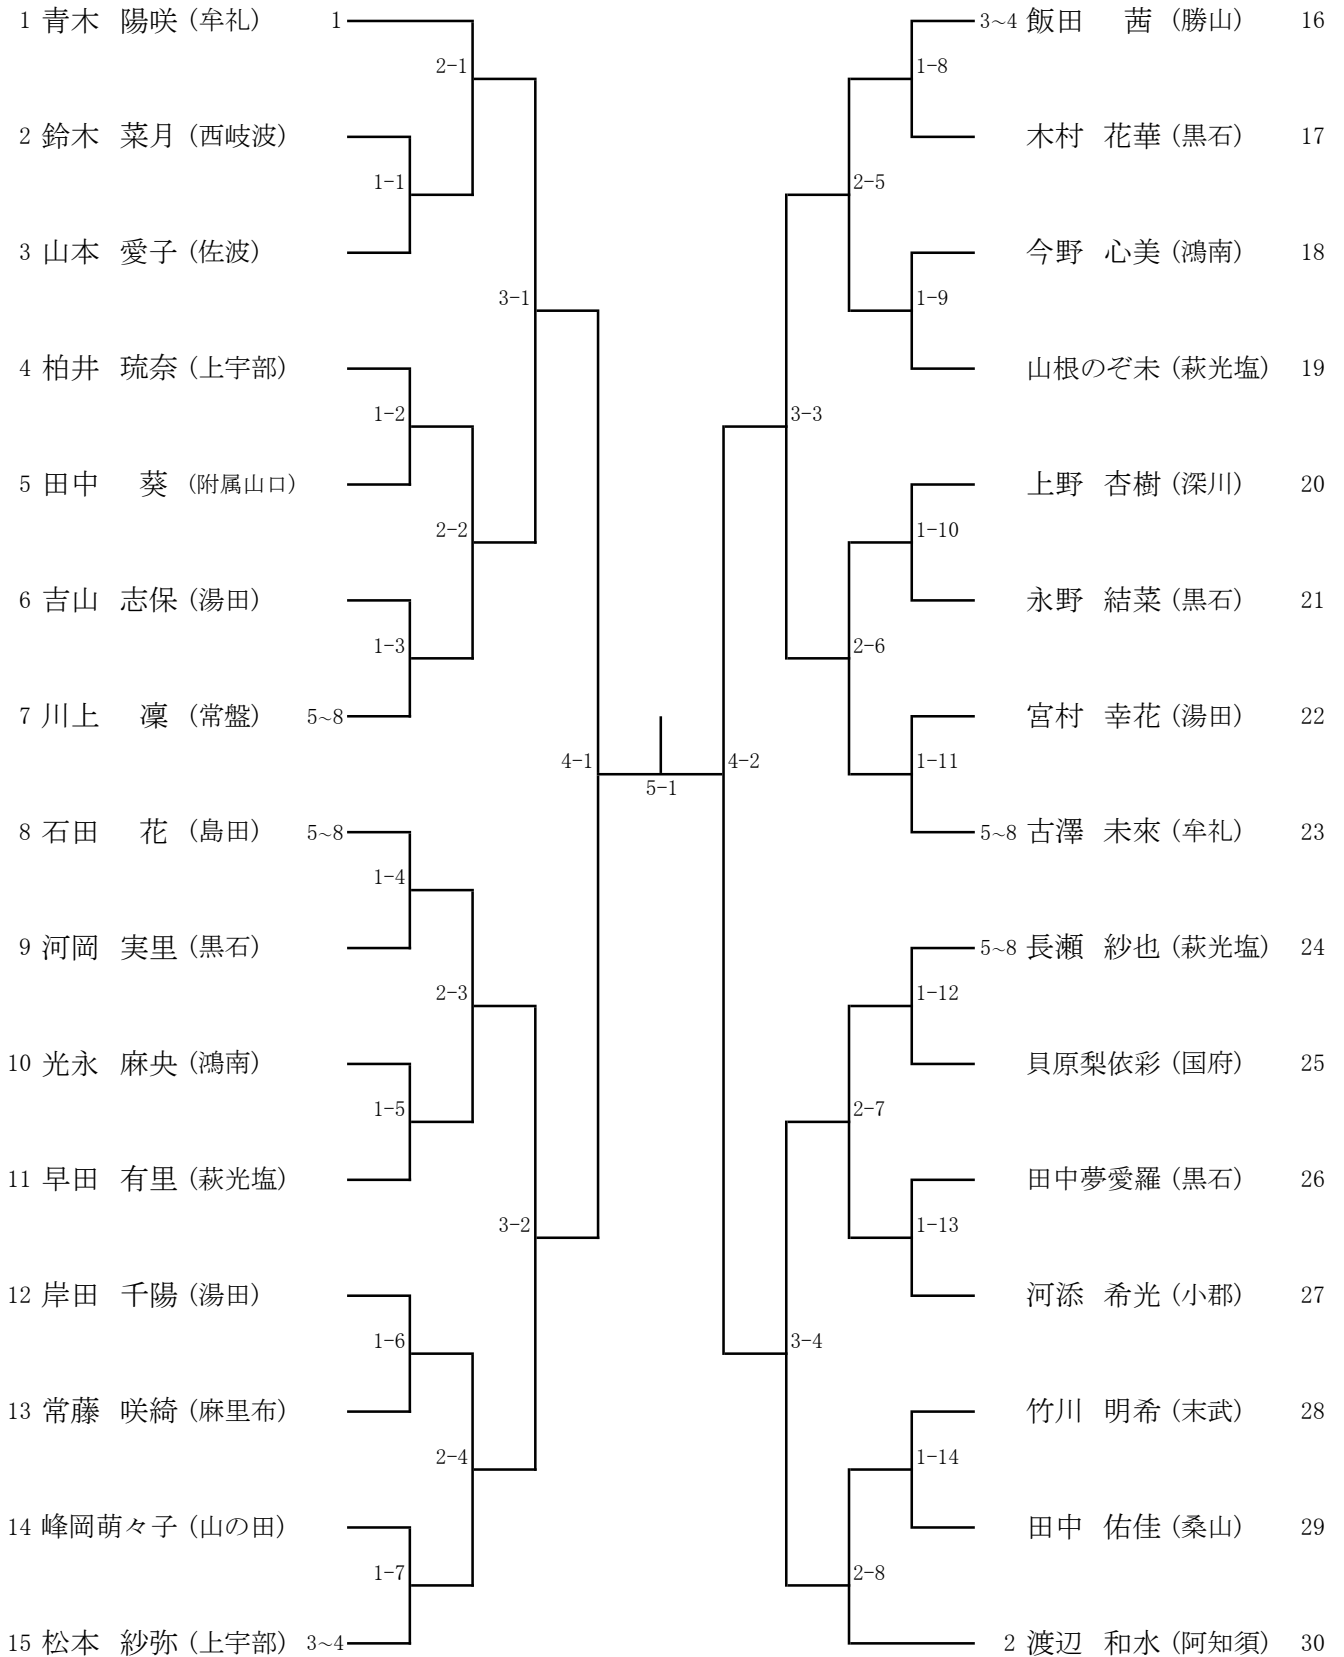 1 青木 陽咲 (牟礼) 1
2-1
2 鈴木 菜月 (西岐波)
1-1
3 山本 愛子 (佐波)
3-1
4 柏井 琉奈 (上宇部)
1-2
5 田中 葵 (附属山口)
2-2
6 吉山 志保 (湯田)
1-3
7 川上 凜 (常盤) 5~8
4-1
8 石田 花 (島田) 5~8
1-4
9 河岡 実里 (黒石)
2-3
10 光永 麻央 (鴻南)
1-5
11 早田 有里 (萩光塩)
3-2
12 岸田 千陽 (湯田)
1-6
13 常藤 咲綺 (麻里布)
2-4
14 峰岡萌々子 (山の田)
1-7
15 松本 紗弥 (上宇部) 3~4
5-1
3~4 飯田 茜 (勝山) 16
1-8
木村 花華 (黒石) 17
2-5
今野 心美 (鴻南) 18
1-9
山根のぞ未 (萩光塩) 19
3-3
上野 杏樹 (深川) 20
1-10
永野 結菜 (黒石) 21
2-6
宮村 幸花 (湯田) 22
1-11
4-2
5~8 古澤 未來 (牟礼) 23
5~8 長瀬 紗也 (萩光塩) 24
1-12
貝原梨依彩 (国府) 25
2-7
田中夢愛羅 (黒石) 26
1-13
河添 希光 (小郡) 27
3-4
竹川 明希 (末武) 28
1-14
田中 佑佳 (桑山) 29
2-8
2 渡辺 和水 (阿知須) 30